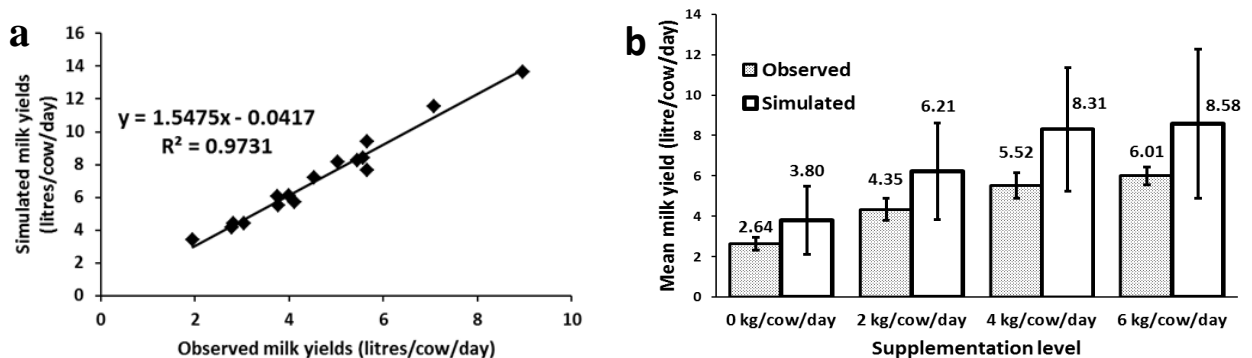 a
Simulated milk yields
(litres/cow/day)
16
14
12
10
8
6
4
2
0
y = 1.5475x - 0.0417
R² = 0.9731
0 2 4 6 8 10
Observed milk yields (litres/cow/day)
b
Mean milk yield (litre/cow/day)
14
12
10
8
6
4
2
0
Observed
Simulated
2.64
3.80
4.35
6.21
5.52
8.31
6.01
8.58
0 kg/cow/day 2 kg/cow/day 4 kg/cow/day 6 kg/cow/day
Supplementation level